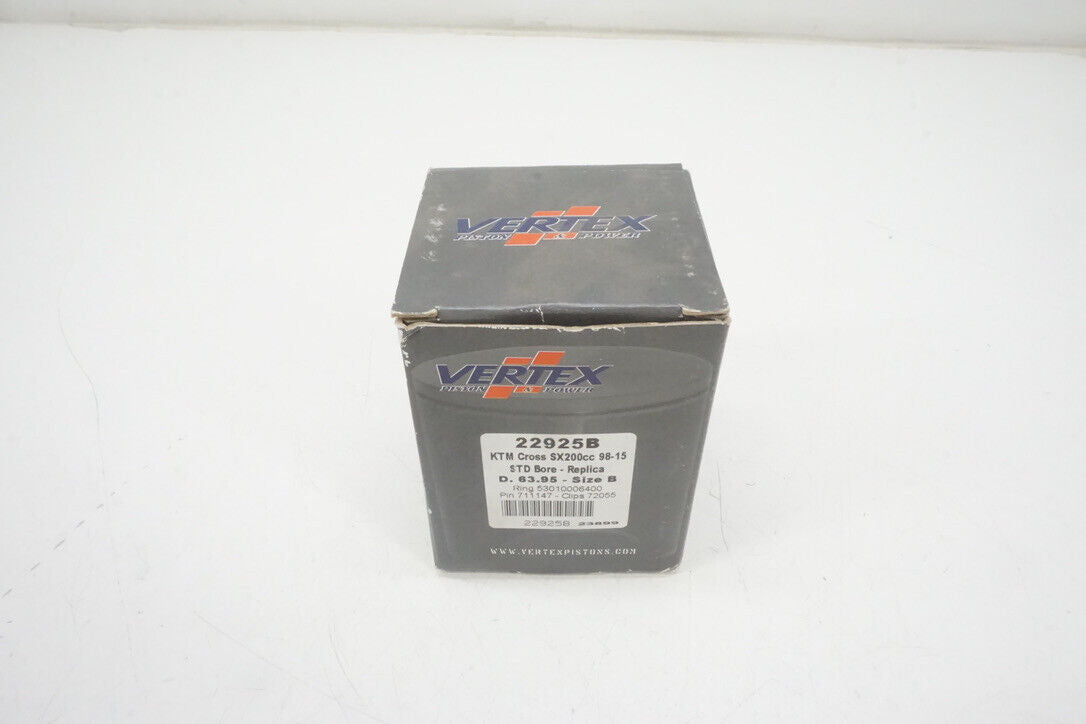 VERTEX
PISTON & POWER
VERTEX
PISTON & POWER
22925B
KTM Cross SX200cc 98-15
STD Bore - Replica
D. 63.95 - Size B
Ring 53010006400
Pin 711147 - Clips 72055
22925B 23899
WWW.VERTEXPISTONS.COM